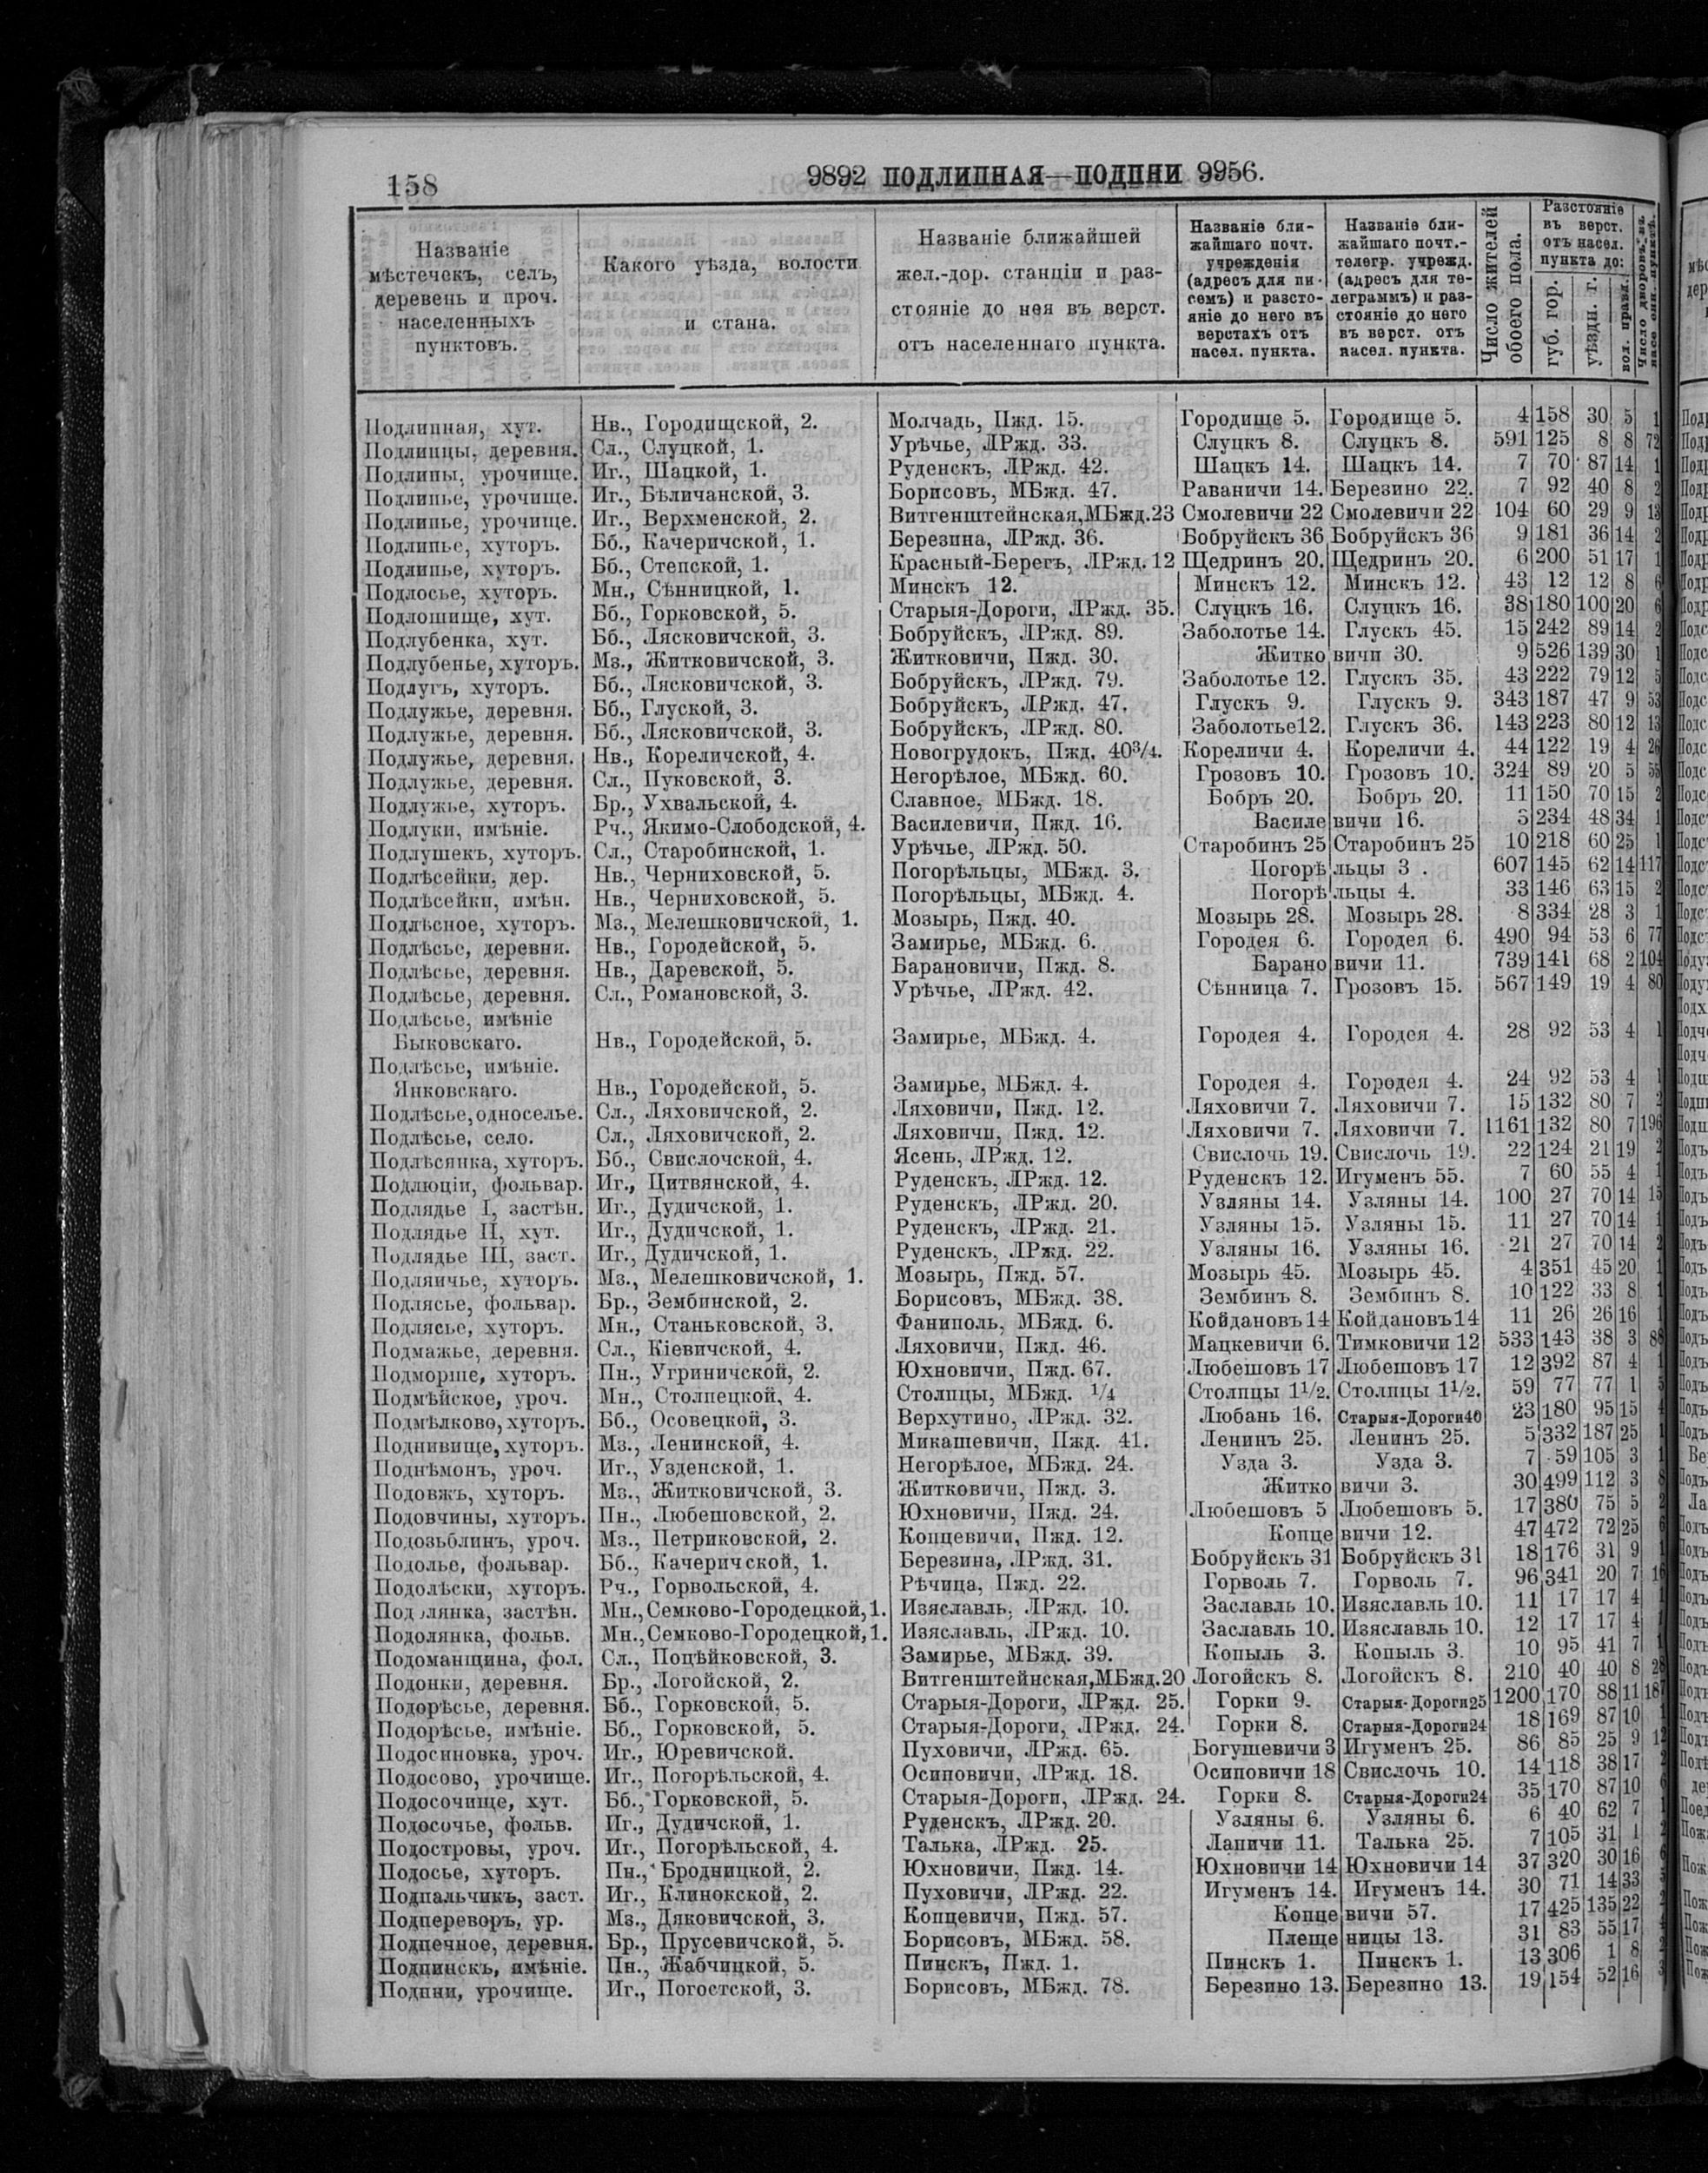 158
9892 ПОДЛИПНАЯ—ПОДПНИ 9956.
Названіе мѣстечекъ, селъ, деревень и проч. населенныхъ пунктовъ.
Какого уѣзда, волости и стана.
Названіе ближайшей жел.-дор. станціи и разстояніе до нея въ верст. отъ населеннаго пункта.
Названіе ближайшаго почт. учрежденія (адресъ для писемъ) и разстояніе до него въ верстахъ отъ насел. пункта.
Названіе ближайшаго почт.-телегр. учрежд. (адресъ для телеграммъ) и разстояніе до него въ верст. отъ насел. пункта.
Число жителей обоего пола.
Разстояніе въ верст. отъ насел. пункта до:
губ. гор.
уѣздн. г.
вол. правл.
Число дворовъ въ
Подлипная, хут. Нв., Городищской, 2. Молчадь, Пжд. 15. Городище 5. Городище 5. 4 158 30 5 1
Подлипцы, деревня. Сл., Слуцкой, 1. Урѣчье, ЛРжд. 33. Слуцкъ 8. Слуцкъ 8. 591 125 8 8 72
Подлипы, урочище. Иг., Шацкой, 1. Руденскъ, ЛРжд. 42. Шацкъ 14. Шацкъ 14. 7 70 87 14 1
Подлипье, урочище. Иг., Бѣличанской, 3. Борисовъ, МБжд. 47. Раваничи 14. Березино 22. 7 92 40 8 2
Подлипье, урочище. Иг., Верхменской, 2. Витгенштейнская,МБжд.23 Смолевичи 22 Смолевичи 22 104 60 29 9 13
Подлипье, хуторъ. Бб., Качеричской, 1. Березина, ЛРжд. 36. Бобруйскъ 36 Бобруйскъ 36 9 181 36 14 2
Подлипье, хуторъ. Бб., Степской, 1. Красный-Берегъ, ЛРжд. 12 Щедринъ 20. Щедринъ 20. 6 200 51 17 1
Подлосье, хуторъ. Мн., Сѣнницкой, 1. Минскъ 12. Минскъ 12. Минскъ 12. 43 12 12 8 6
Подлошище, хут. Бб., Горковской, 5. Старыя-Дороги, ЛРжд. 35. Слуцкъ 16. Слуцкъ 16. 38 180 100 20 6
Подлубенка, хут. Бб., Лясковичской, 3. Бобруйскъ, ЛРжд. 89. Заболотье 14. Глускъ 45. 15 242 89 14 2
Подлубенье, хуторъ. Мз., Житковичской, 3. Житковичи, Пжд. 30. Житковичи 30. 9 526 139 30 1
Подлугъ, хуторъ. Бб., Лясковичской, 3. Бобруйскъ, ЛРжд. 79. Заболотье 12. Глускъ 35. 43 222 79 12 5
Подлужье, деревня. Бб., Глуской, 3. Бобруйскъ, ЛРжд. 47. Глускъ 9. Глускъ 9. 343 187 47 9 53
Подлужье, деревня. Бб., Лясковичской, 3. Бобруйскъ, ЛРжд. 80. Заболотье12. Глускъ 36. 143 223 80 12 13
Подлужье, деревня. Нв., Кореличской, 4. Новогрудокъ, Пжд. 40³/₄. Кореличи 4. Кореличи 4. 44 122 19 4 26
Подлужье, деревня. Сл., Пуковской, 3. Негорѣлое, МБжд. 60. Грозовъ 10. Грозовъ 10. 324 89 20 5 55
Подлужье, хуторъ. Бр., Ухвальской, 4. Славное, МБжд. 18. Бобръ 20. Бобръ 20. 11 150 70 15 2
Подлуки, имѣніе. Рч., Якимо-Слободской, 4. Василевичи, Пжд. 16. Василевичи 16. 5 234 48 34 1
Подлушекъ, хуторъ. Сл., Старобинской, 1. Урѣчье, ЛРжд. 50. Старобинъ 25 Старобинъ 25 10 218 60 25 1
Подлѣсейки, дер. Нв., Черниховской, 5. Погорѣльцы, МБжд. 3. Погорѣльцы 3. 607 145 62 14 117
Подлѣсейки, имѣн. Нв., Черниховской, 5. Погорѣльцы, МБжд. 4. Погорѣльцы 4. 33 146 63 15 2
Подлѣсное, хуторъ. Мз., Мелешковичской, 1. Мозырь, Пжд. 40. Мозырь 28. Мозырь 28. 8 334 28 3 1
Подлѣсье, деревня. Нв., Городейской, 5. Замирье, МБжд. 6. Городея 6. Городея 6. 490 94 53 6 77
Подлѣсье, деревня. Нв., Даревской, 5. Барановичи, Пжд. 8. Барановичи 11. 739 141 68 2 104
Подлѣсье, деревня. Сл., Романовской, 3. Урѣчье, ЛРжд. 42. Сѣнница 7. Грозовъ 15. 567 149 19 4 80
Подлѣсье, имѣніе
Быковскаго. Нв., Городейской, 5. Замирье, МБжд. 4. Городея 4. Городея 4. 28 92 53 4 1
Подлѣсье, имѣніе.
Янковскаго. Нв., Городейской, 5. Замирье, МБжд. 4. Городея 4. Городея 4. 24 92 53 4 1
Подлѣсье,односелье. Сл., Ляховичской, 2. Ляховичи, Пжд. 12. Ляховичи 7. Ляховичи 7. 15 132 80 7 2
Подлѣсье, село. Сл., Ляховичской, 2. Ляховичи, Пжд. 12. Ляховичи 7. Ляховичи 7. 1161 132 80 7 196
Подлѣсянка, хуторъ. Бб., Свислочской, 4. Ясень, ЛРжд. 12. Свислочь 19. Свислочь 19. 22 124 21 19 2
Подлюціи, фольвар. Иг., Цитвянской, 4. Руденскъ, ЛРжд. 12. Руденскъ 12. Игуменъ 55. 7 60 55 4 1
Подлядье I, застѣн. Иг., Дудичской, 1. Руденскъ, ЛРжд. 20. Узляны 14. Узляны 14. 100 27 70 14 15
Подлядье II, хут. Иг., Дудичской, 1. Руденскъ, ЛРжд. 21. Узляны 15. Узляны 15. 11 27 70 14 1
Подлядье III, заст. Иг., Дудичской, 1. Руденскъ, ЛРжд. 22. Узляны 16. Узляны 16. 21 27 70 14 2
Подляичье, хуторъ. Мз., Мелешковичской, 1. Мозырь, Пжд. 57. Мозырь 45. Мозырь 45. 4 351 45 20 1
Подлясье, фольвар. Бр., Зембинской, 2. Борисовъ, МБжд. 38. Зембинъ 8. Зембинъ 8. 10 122 33 8 1
Подлясье, хуторъ. Мн., Станьковской, 3. Фаниполь, МБжд. 6. Койдановъ14 Койдановъ14 11 26 26 16 1
Подмажье, деревня. Сл., Кіевичской, 4. Ляховичи, Пжд. 46. Мацкевичи 6. Тимковичи 12 533 143 38 3 88
Подморше, хуторъ. Пн., Угриничской, 2. Юхновичи, Пжд. 67. Любешовъ 17 Любешовъ 17 12 392 87 4 1
Подмѣйское, уроч. Мн., Столпецкой, 4. Столпцы, МБжд. ¹/₄ Столпцы 1¹/₂. Столпцы 1¹/₂. 59 77 77 1 5
Подмѣлково, хуторъ. Бб., Осовецкой, 3. Верхутино, ЛРжд. 32. Любань 16. Старыя-Дороги40 23 180 95 15 4
Поднивище, хуторъ. Мз., Ленинской, 4. Микашевичи, Пжд. 41. Ленинъ 25. Ленинъ 25. 5 332 187 25 1
Поднѣмонъ, уроч. Иг., Узденской, 1. Негорѣлое, МБжд. 24. Узда 3. Узда 3. 7 59 105 3 1
Подовжъ, хуторъ. Мз., Житковичской, 3. Житковичи, Пжд. 3. Житковичи 3. 30 499 112 3 8
Подовчины, хуторъ. Пн., Любешовской, 2. Юхновичи, Пжд. 24. Любешовъ 5 Любешовъ 5. 17 380 75 5 2
Подозьблинъ, уроч. Мз., Петриковской, 2. Копцевичи, Пжд. 12. Копцевичи 12. 47 472 72 25 6
Подолье, фольвар. Бб., Качеричской, 1. Березина, ЛРжд. 31. Бобруйскъ 31 Бобруйскъ 31 18 176 31 9 1
Подолѣски, хуторъ. Рч., Горвольской, 4. Рѣчица, Пжд. 22. Горволь 7. Горволь 7. 96 341 20 7 16
Подолянка, застѣн. Мн., Семково-Городецкой, 1. Изяславль, ЛРжд. 10. Заславль 10. Изяславль 10. 11 17 17 4 1
Подолянка, фольв. Мн., Семково-Городецкой, 1. Изяславль, ЛРжд. 10. Заславль 10. Изяславль 10. 12 17 17 4 1
Подоманщина, фол. Сл., Поцѣйковской, 3. Замирье, МБжд. 39. Копыль 3. Копыль 3. 10 95 41 7 1
Подонки, деревня. Бр., Логойской, 2. Витгенштейнская,МБжд.20 Логойскъ 8. Логойскъ 8. 210 40 40 8 28
Подорѣсье, деревня. Бб., Горковской, 5. Старыя-Дороги, ЛРжд. 25. Горки 9. Старыя-Дороги25 1200 170 88 11 187
Подорѣсье, имѣніе. Бб., Горковской, 5. Старыя-Дороги, ЛРжд. 24. Горки 8. Старыя-Дороги24 18 169 87 10 1
Подосиновка, уроч. Иг., Юревичской. Пуховичи, ЛРжд. 65. Богушевичи 3 Игуменъ 25. 86 85 25 9 12
Подосово, урочище. Иг., Погорѣльской, 4. Осиповичи, ЛРжд. 18. Осиповичи 18 Свислочь 10. 14 118 38 17 2
Подосочище, хут. Бб., Горковской, 5. Старыя-Дороги, ЛРжд. 24. Горки 8. Старыя-Дороги24 35 170 87 10 6
Подосочье, фольв. Иг., Дудичской, 1. Руденскъ, ЛРжд. 20. Узляны 6. Узляны 6. 6 40 62 7 1
Подостровы, уроч. Иг., Погорѣльской, 4. Талька, ЛРжд. 25. Лапичи 11. Талька 25. 7 105 31 1
Подосье, хуторъ. Пн., Бродницкой, 2. Юхновичи, Пжд. 14. Юхновичи 14 Юхновичи 14 37 320 30 16 6
Подпальчикъ, заст. Иг., Клинокской, 2. Пуховичи, ЛРжд. 22. Игуменъ 14. Игуменъ 14. 30 71 14 33
Подпереворъ, ур. Мз., Дяковичской, 3. Копцевичи, Пжд. 57. Копцевичи 57. 17 425 135 22
Подпечное, деревня. Бр., Прусевичской, 5. Борисовъ, МБжд. 58. Плещеницы 13. 31 83 55 17
Подпинскъ, имѣніе. Пн., Жабчицкой, 5. Пинскъ, Пжд. 1. Пинскъ 1. Пинскъ 1. 13 306 1 8
Подпни, урочище. Иг., Погостской, 3. Борисовъ, МБжд. 78. Березино 13. Березино 13. 19 154 52 16 3